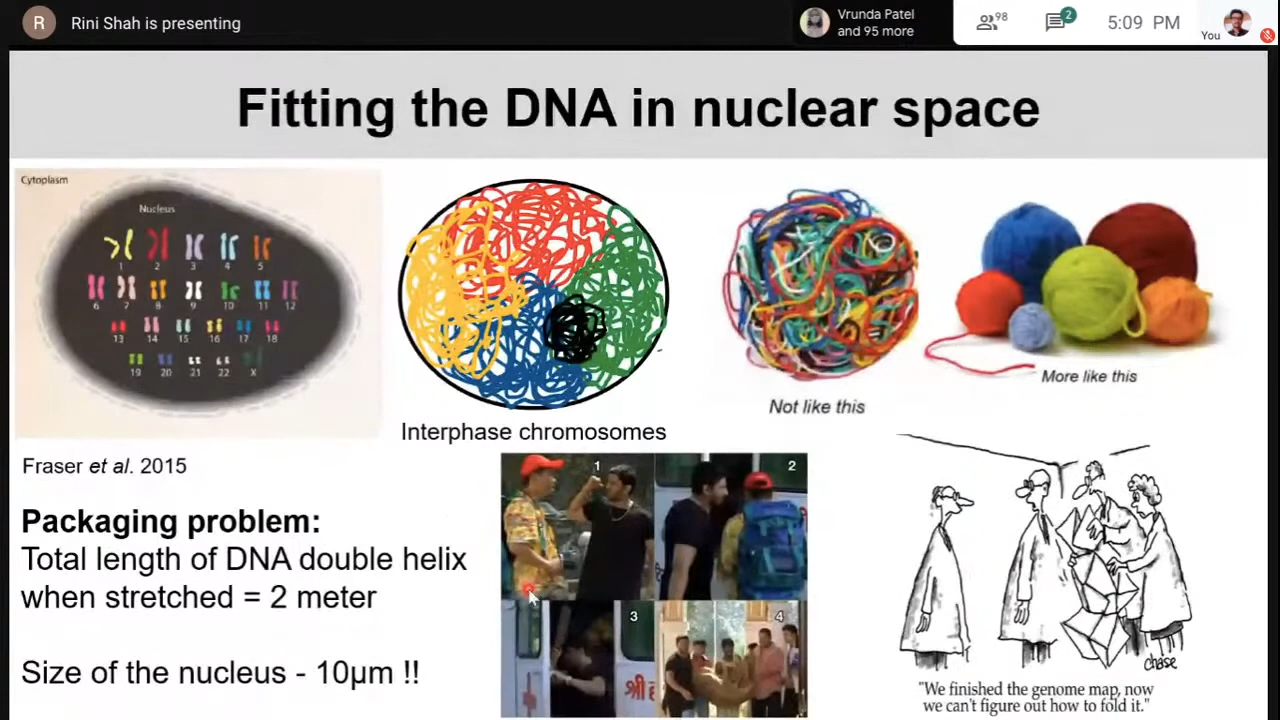 R
Rini Shah is presenting
Vrunda Patel
and 95 more
98
2
5:09 PM
You
Fitting the DNA in nuclear space
Cytoplasm
Nucleus
1 2 3 4 5
6 7 8 9 10 11 12
13 14 15 16 17 18
19 20 21 22 X
Interphase chromosomes
Not like this
More like this
Fraser et al. 2015
Packaging problem:
Total length of DNA double helix
when stretched = 2 meter
Size of the nucleus - 10µm !!
1
2
3
4
श्री
chase
"We finished the genome map, now
we can't figure out how to fold it."